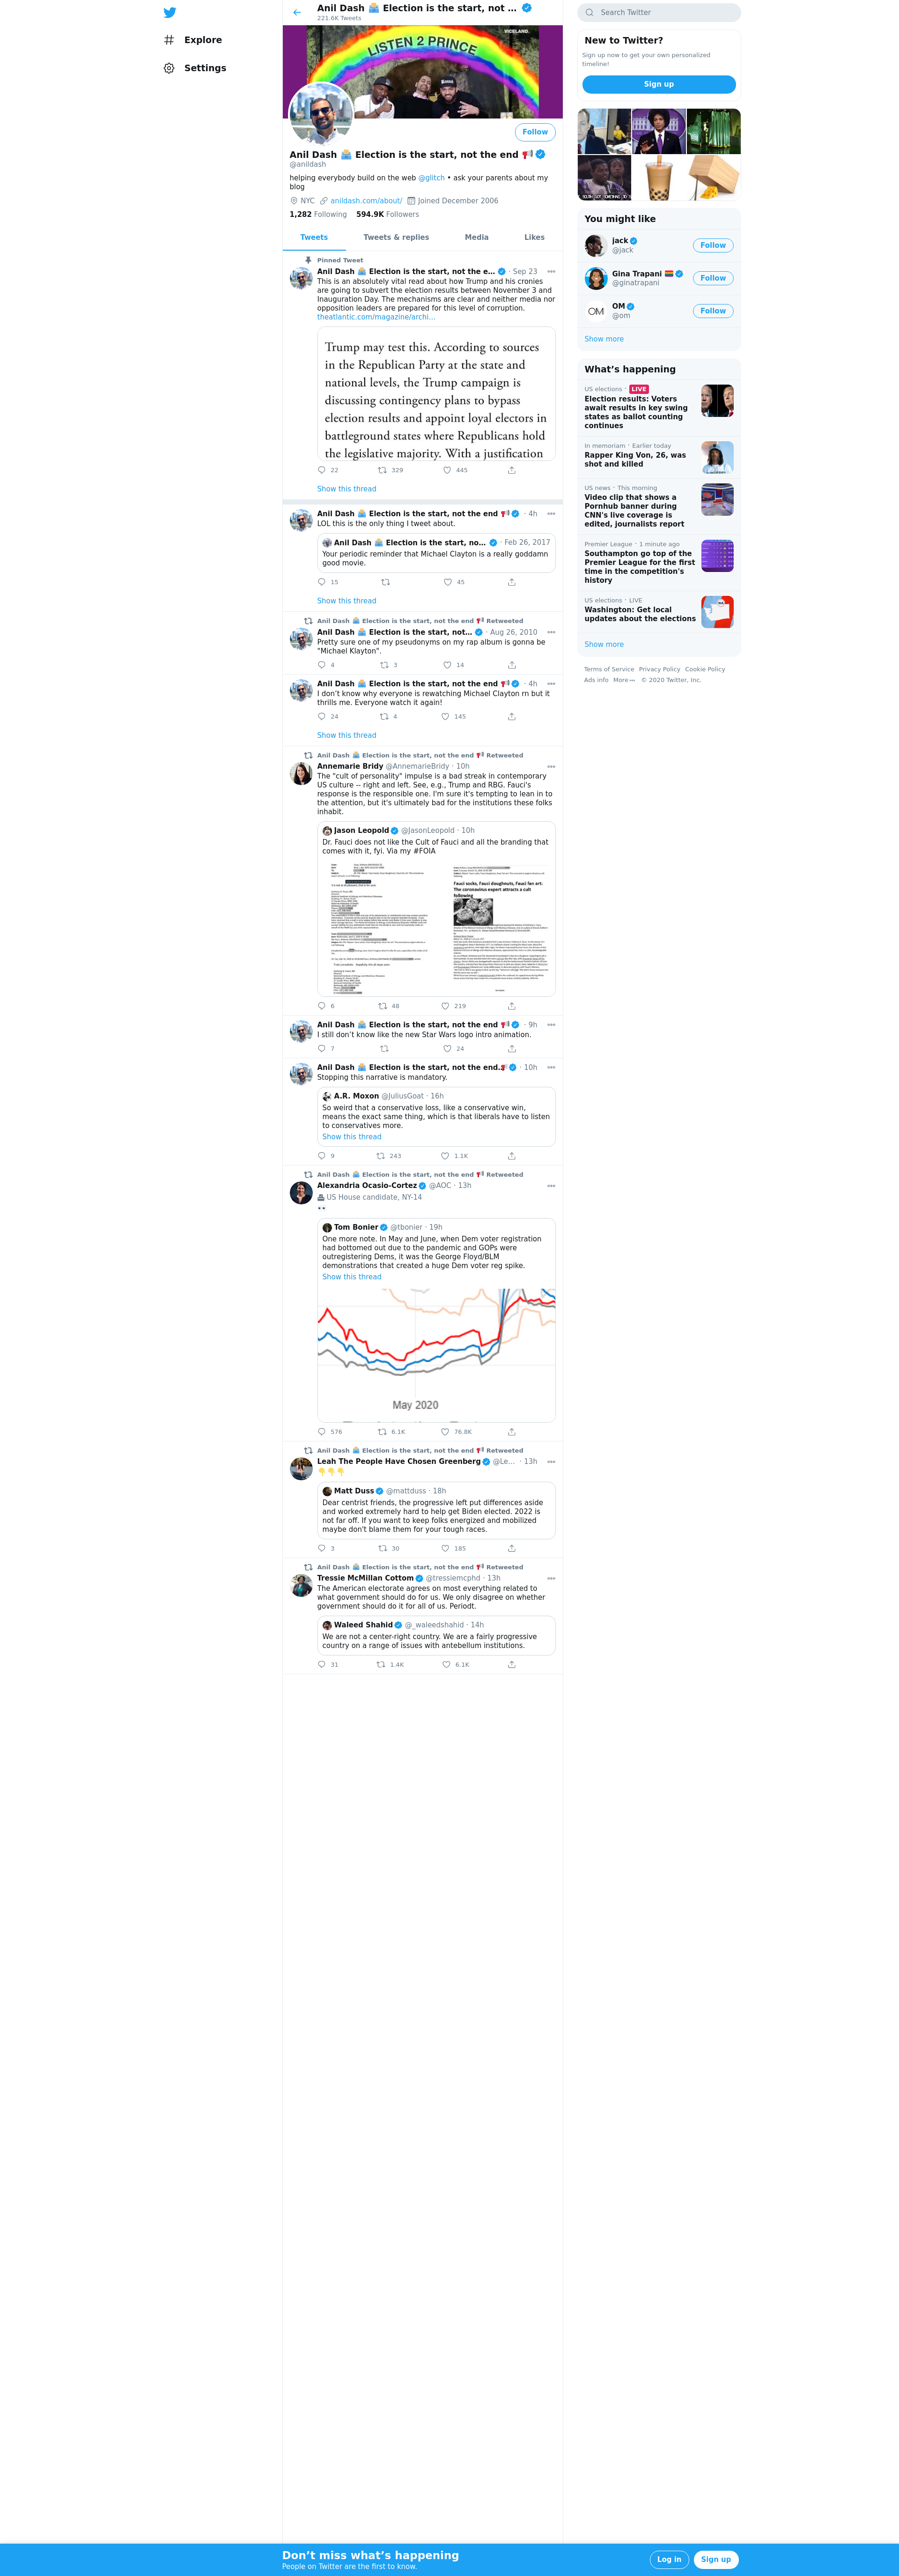 Explore
Settings
Anil Dash 🗳️ Election is the start, not …
221.6K Tweets
VICELAND.
LISTEN 2 PRINCE
Follow
Anil Dash 🗳️ Election is the start, not the end 📢
@anildash
helping everybody build on the web @glitch • ask your parents about my
blog
NYC anildash.com/about/ Joined December 2006
1,282 Following 594.9K Followers
Tweets Tweets & replies Media Likes
Pinned Tweet
Anil Dash 🗳️ Election is the start, not the e… · Sep 23
This is an absolutely vital read about how Trump and his cronies
are going to subvert the election results between November 3 and
Inauguration Day. The mechanisms are clear and neither media nor
opposition leaders are prepared for this level of corruption.
theatlantic.com/magazine/archi…
Trump may test this. According to sources
in the Republican Party at the state and
national levels, the Trump campaign is
discussing contingency plans to bypass
election results and appoint loyal electors in
battleground states where Republicans hold
the legislative majority. With a justification
22 329 445
Show this thread
Anil Dash 🗳️ Election is the start, not the end 📢 · 4h
LOL this is the only thing I tweet about.
Anil Dash 🗳️ Election is the start, no… · Feb 26, 2017
Your periodic reminder that Michael Clayton is a really goddamn
good movie.
15 45
Show this thread
Anil Dash 🗳️ Election is the start, not the end 📢 Retweeted
Anil Dash 🗳️ Election is the start, not… · Aug 26, 2010
Pretty sure one of my pseudonyms on my rap album is gonna be
"Michael Klayton".
4 3 14
Anil Dash 🗳️ Election is the start, not the end 📢 · 4h
I don't know why everyone is rewatching Michael Clayton rn but it
thrills me. Everyone watch it again!
24 4 145
Show this thread
Anil Dash 🗳️ Election is the start, not the end 📢 Retweeted
Annemarie Bridy @AnnemarieBridy · 10h
The "cult of personality" impulse is a bad streak in contemporary
US culture -- right and left. See, e.g., Trump and RBG. Fauci's
response is the responsible one. I'm sure it's tempting to lean in to
the attention, but it's ultimately bad for the institutions these folks
inhabit.
Jason Leopold @JasonLeopold · 10h
Dr. Fauci does not like the Cult of Fauci and all the branding that
comes with it, fyi. Via my #FOIA
Fauci socks, Fauci doughnuts, Fauci fan art:
The coronavirus expert attracts a cult
following
6 48 219
Anil Dash 🗳️ Election is the start, not the end 📢 · 9h
I still don't know like the new Star Wars logo intro animation.
7 24
Anil Dash 🗳️ Election is the start, not the end… · 10h
Stopping this narrative is mandatory.
A.R. Moxon @JuliusGoat · 16h
So weird that a conservative loss, like a conservative win,
means the exact same thing, which is that liberals have to listen
to conservatives more.
Show this thread
9 243 1.1K
Anil Dash 🗳️ Election is the start, not the end 📢 Retweeted
Alexandria Ocasio-Cortez @AOC · 13h
US House candidate, NY-14
👀
Tom Bonier @tbonier · 19h
One more note. In May and June, when Dem voter registration
had bottomed out due to the pandemic and GOPs were
outregistering Dems, it was the George Floyd/BLM
demonstrations that created a huge Dem voter reg spike.
Show this thread
May 2020
576 6.1K 76.8K
Anil Dash 🗳️ Election is the start, not the end 📢 Retweeted
Leah The People Have Chosen Greenberg @Le… · 13h
👇👇👇
Matt Duss @mattduss · 18h
Dear centrist friends, the progressive left put differences aside
and worked extremely hard to help get Biden elected. 2022 is
not far off. If you want to keep folks energized and mobilized
maybe don't blame them for your tough races.
3 30 185
Anil Dash 🗳️ Election is the start, not the end 📢 Retweeted
Tressie McMillan Cottom @tressiemcphd · 13h
The American electorate agrees on most everything related to
what government should do for us. We only disagree on whether
government should do it for all of us. Periodt.
Waleed Shahid @_waleedshahid · 14h
We are not a center-right country. We are a fairly progressive
country on a range of issues with antebellum institutions.
31 1.4K 6.1K
Search Twitter
New to Twitter?
Sign up now to get your own personalized
timeline!
Sign up
You might like
jack
@jack
Follow
Gina Trapani
@ginatrapani
Follow
OM
OM
@om
Follow
Show more
What's happening
US elections · LIVE
Election results: Voters
await results in key swing
states as ballot counting
continues
In memoriam · Earlier today
Rapper King Von, 26, was
shot and killed
US news · This morning
Video clip that shows a
Pornhub banner during
CNN's live coverage is
edited, journalists report
Premier League · 1 minute ago
Southampton go top of the
Premier League for the first
time in the competition's
history
US elections · LIVE
Washington: Get local
updates about the elections
Show more
Terms of Service Privacy Policy Cookie Policy
Ads info More © 2020 Twitter, Inc.
Don't miss what's happening
People on Twitter are the first to know.
Log in
Sign up